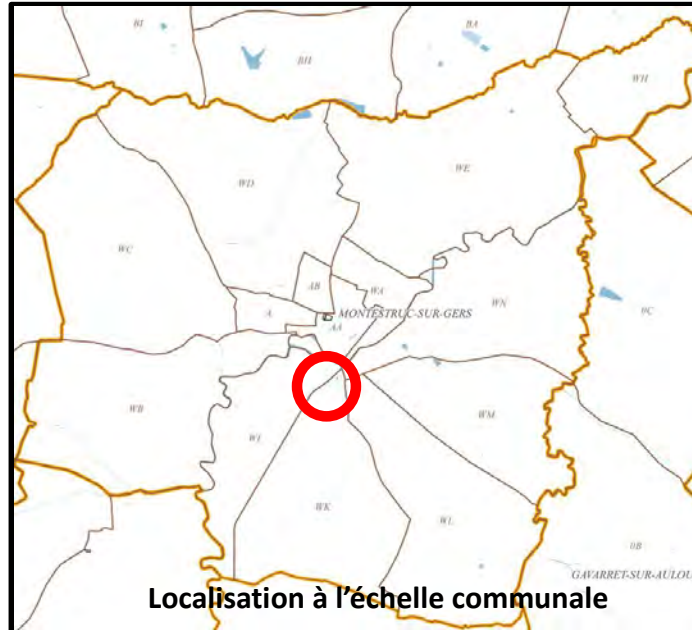 BI
BH
BA
WH
WD
WE
WC
AB
WA
A
AA
MONTESTRUC-SUR-GERS
WN
0C
WB
WI
WM
WK
WL
0B
GAVARRET-SUR-AULOU
Localisation à l'échelle communale